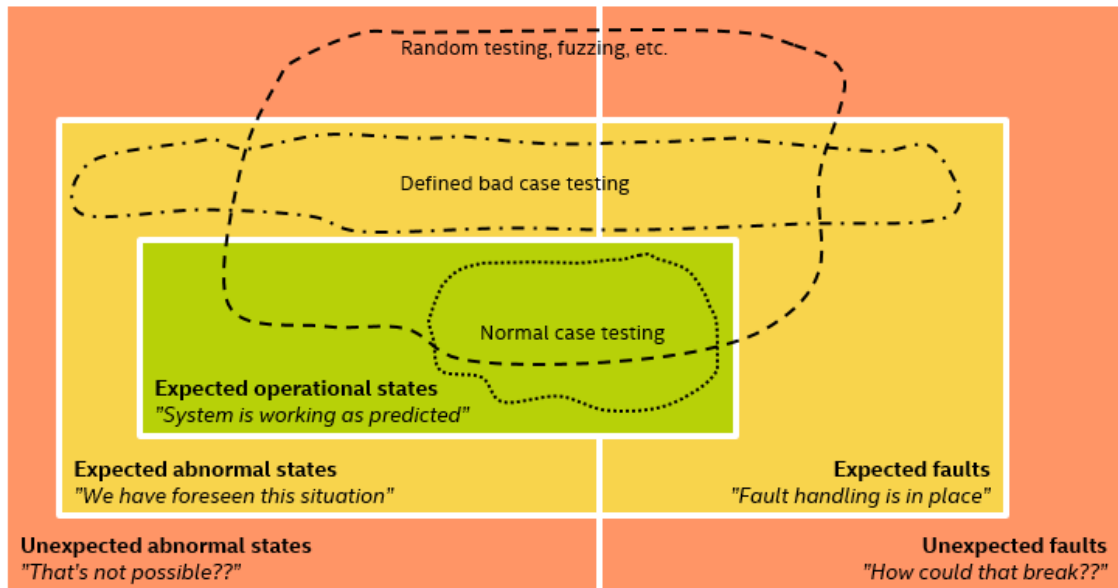 Random testing, fuzzing, etc.
Defined bad case testing
Normal case testing
Expected operational states
"System is working as predicted"
Expected abnormal states
"We have foreseen this situation"
Expected faults
"Fault handling is in place"
Unexpected abnormal states
"That's not possible??"
Unexpected faults
"How could that break??"